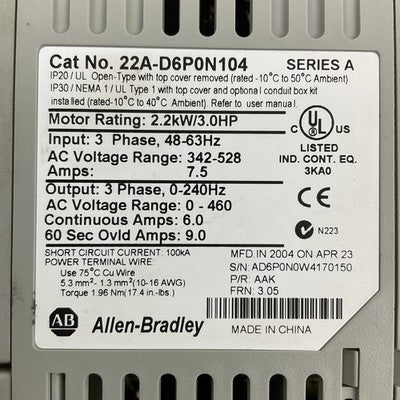 Cat No. 22A-D6P0N104 SERIES A
IP20 / UL Open-Type with top cover removed (rated -10°C to 50°C Ambient)
IP30 / NEMA 1 / UL Type 1 with top cover and optional conduit box kit
installed (rated -10°C to 40°C Ambient). Refer to user manual.
Motor Rating: 2.2kW/3.0HP
Input: 3 Phase, 48-63Hz
AC Voltage Range: 342-528
Amps: 7.5
Output: 3 Phase, 0-240Hz
AC Voltage Range: 0 - 460
Continuous Amps: 6.0
60 Sec Ovld Amps: 9.0
C UL US
LISTED
IND. CONT. EQ.
3KA0
CE
N223
SHORT CIRCUIT CURRENT: 100kA
POWER TERMINAL WIRE:
Use 75°C Cu Wire
5.3 mm²- 1.3 mm²(10-16 AWG)
Torque 1.96 Nm(17.4 in.-lbs.)
MFD.IN 2004 ON APR.23
S/N: AD6P0N0W4170150
P/R: AAK
FRN: 3.05
AB Allen-Bradley
MADE IN CHINA